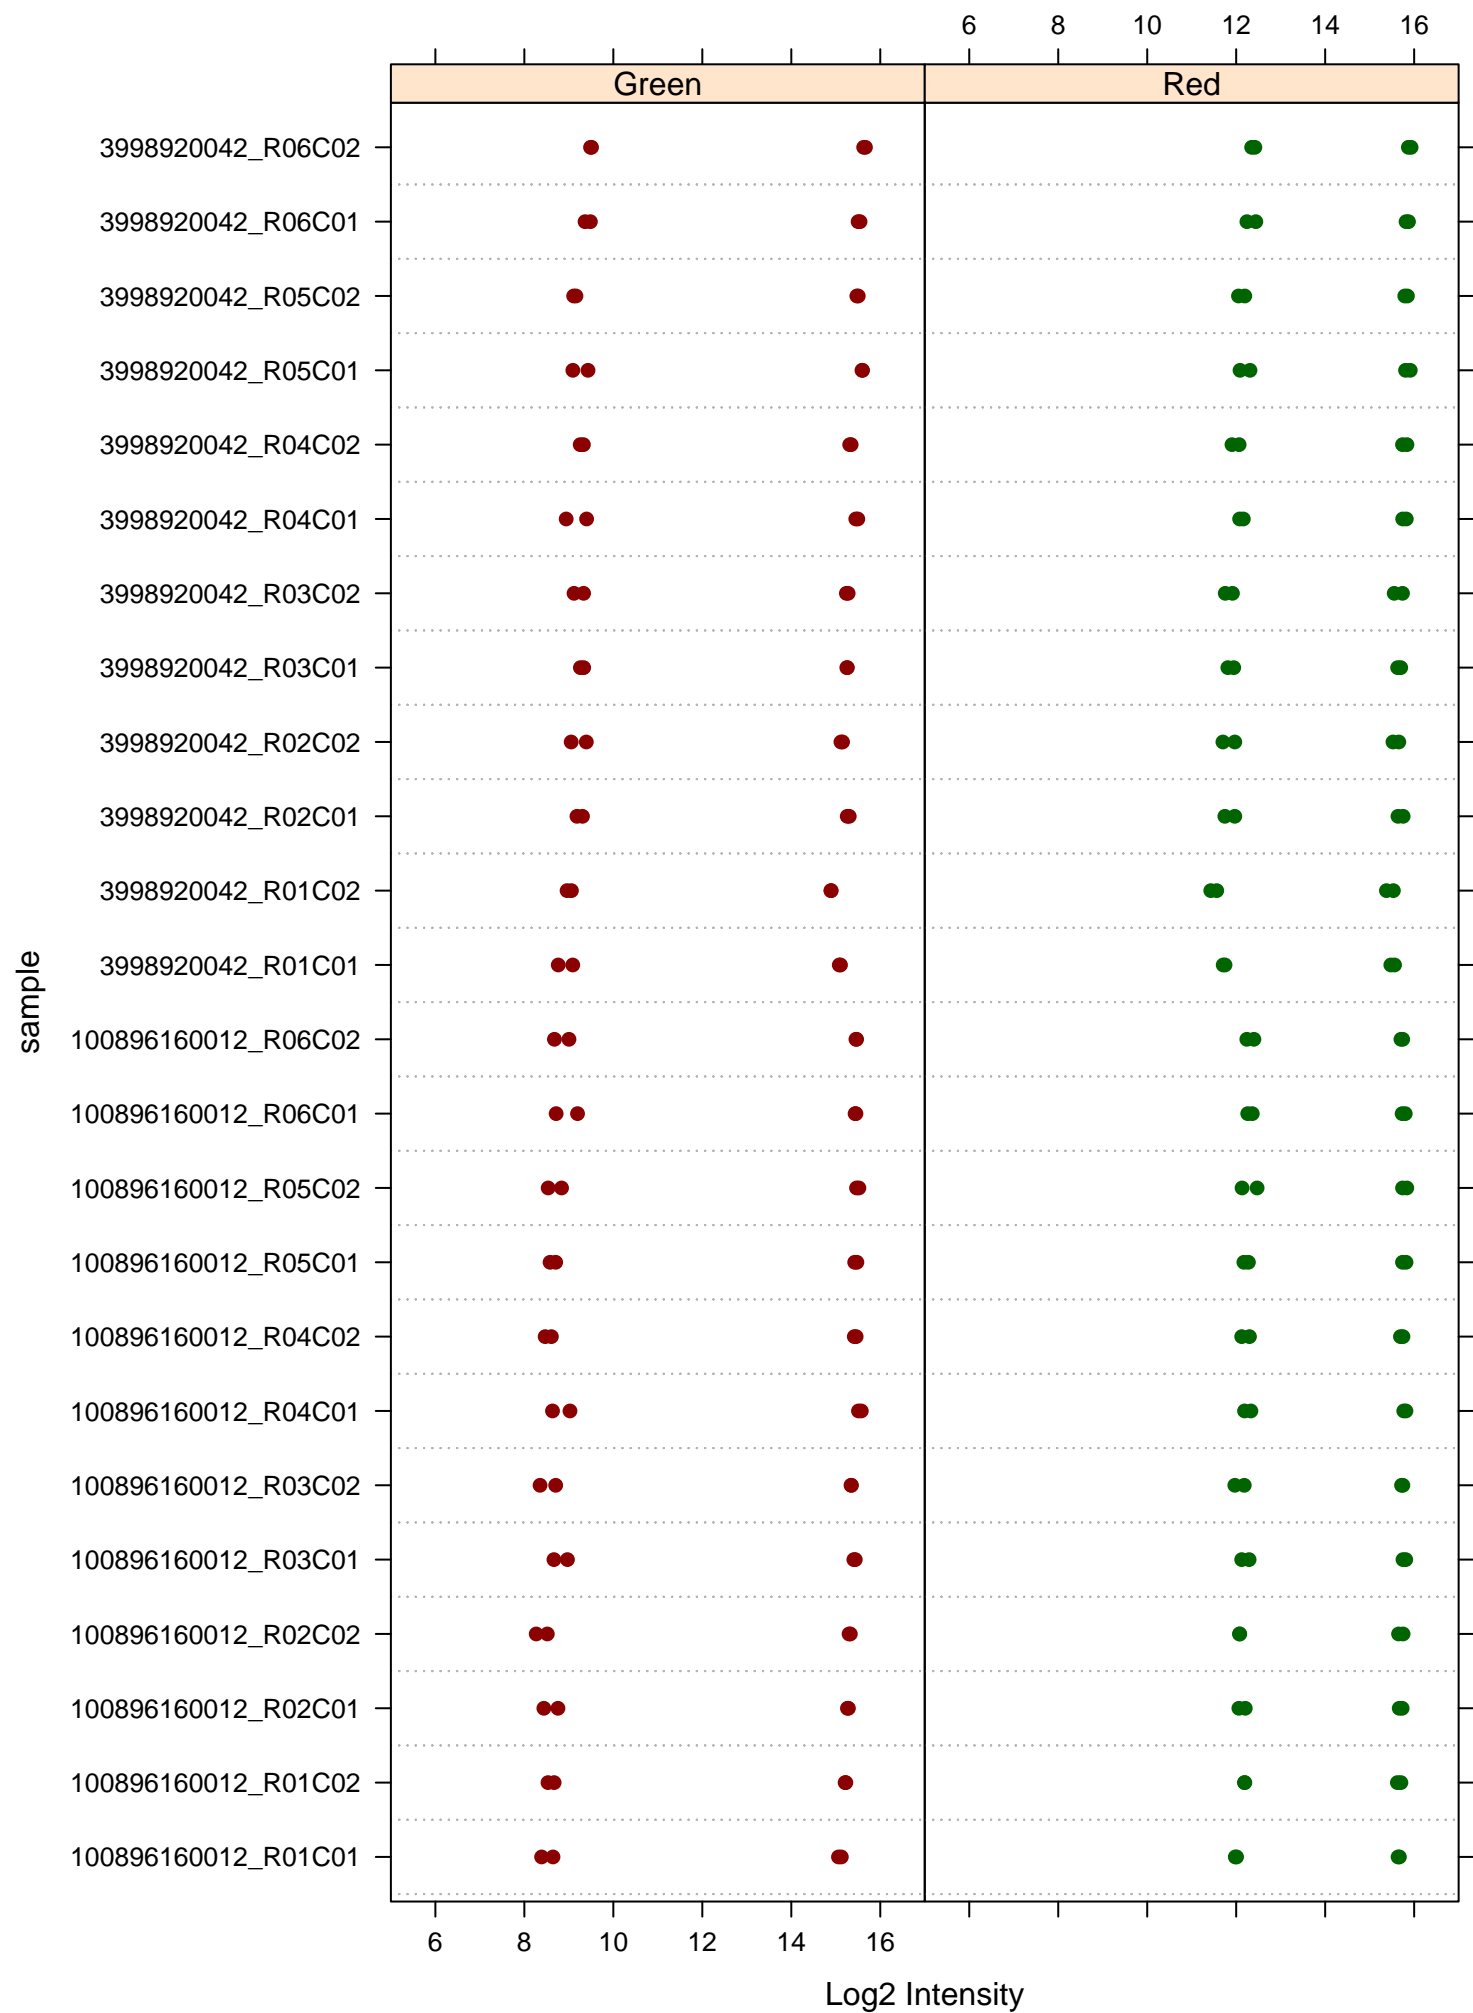 6 8 10 12 14 16
Green Red
3998920042_R06C02
3998920042_R06C01
3998920042_R05C02
3998920042_R05C01
3998920042_R04C02
3998920042_R04C01
3998920042_R03C02
3998920042_R03C01
3998920042_R02C02
3998920042_R02C01
3998920042_R01C02
3998920042_R01C01
sample
100896160012_R06C02
100896160012_R06C01
100896160012_R05C02
100896160012_R05C01
100896160012_R04C02
100896160012_R04C01
100896160012_R03C02
100896160012_R03C01
100896160012_R02C02
100896160012_R02C01
100896160012_R01C02
100896160012_R01C01
6 8 10 12 14 16
Log2 Intensity